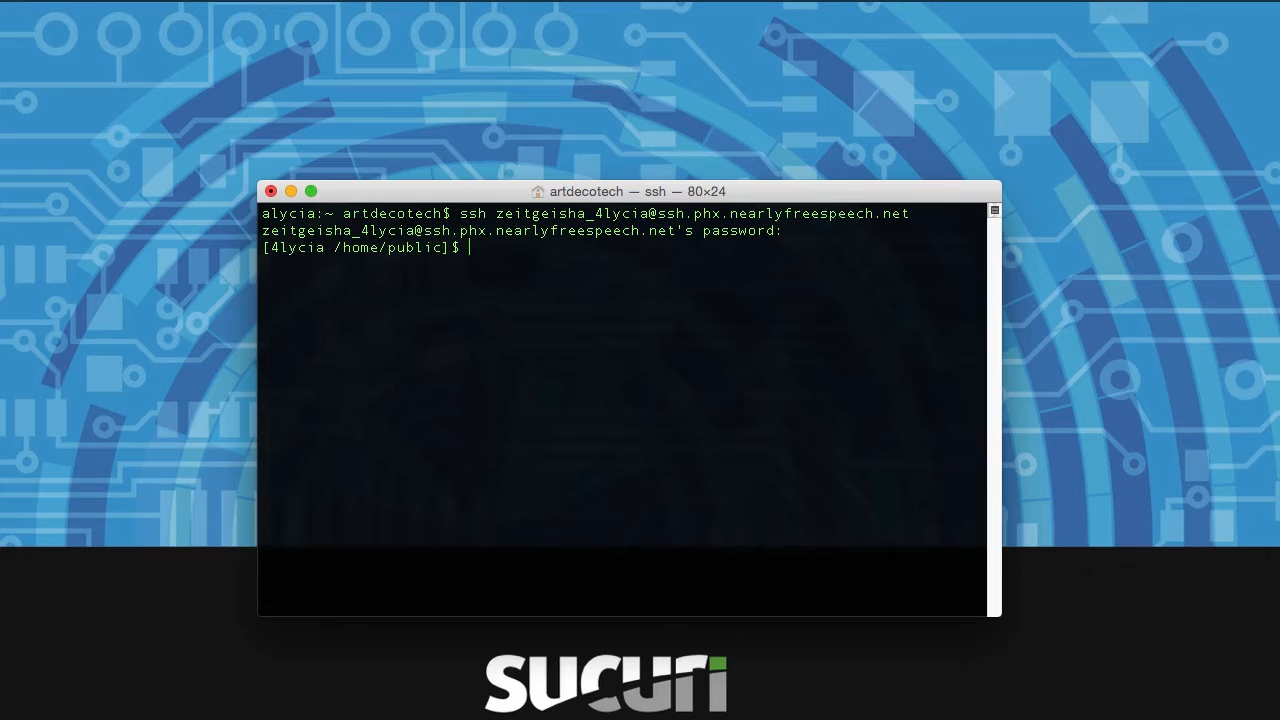 artdecotech — ssh — 80×24
alycia:~ artdecotech$ ssh zeitgeisha_4lycia@ssh.phx.nearlyfreespeech.net
zeitgeisha_4lycia@ssh.phx.nearlyfreespeech.net's password:
[4lycia /home/public]$
sucuri